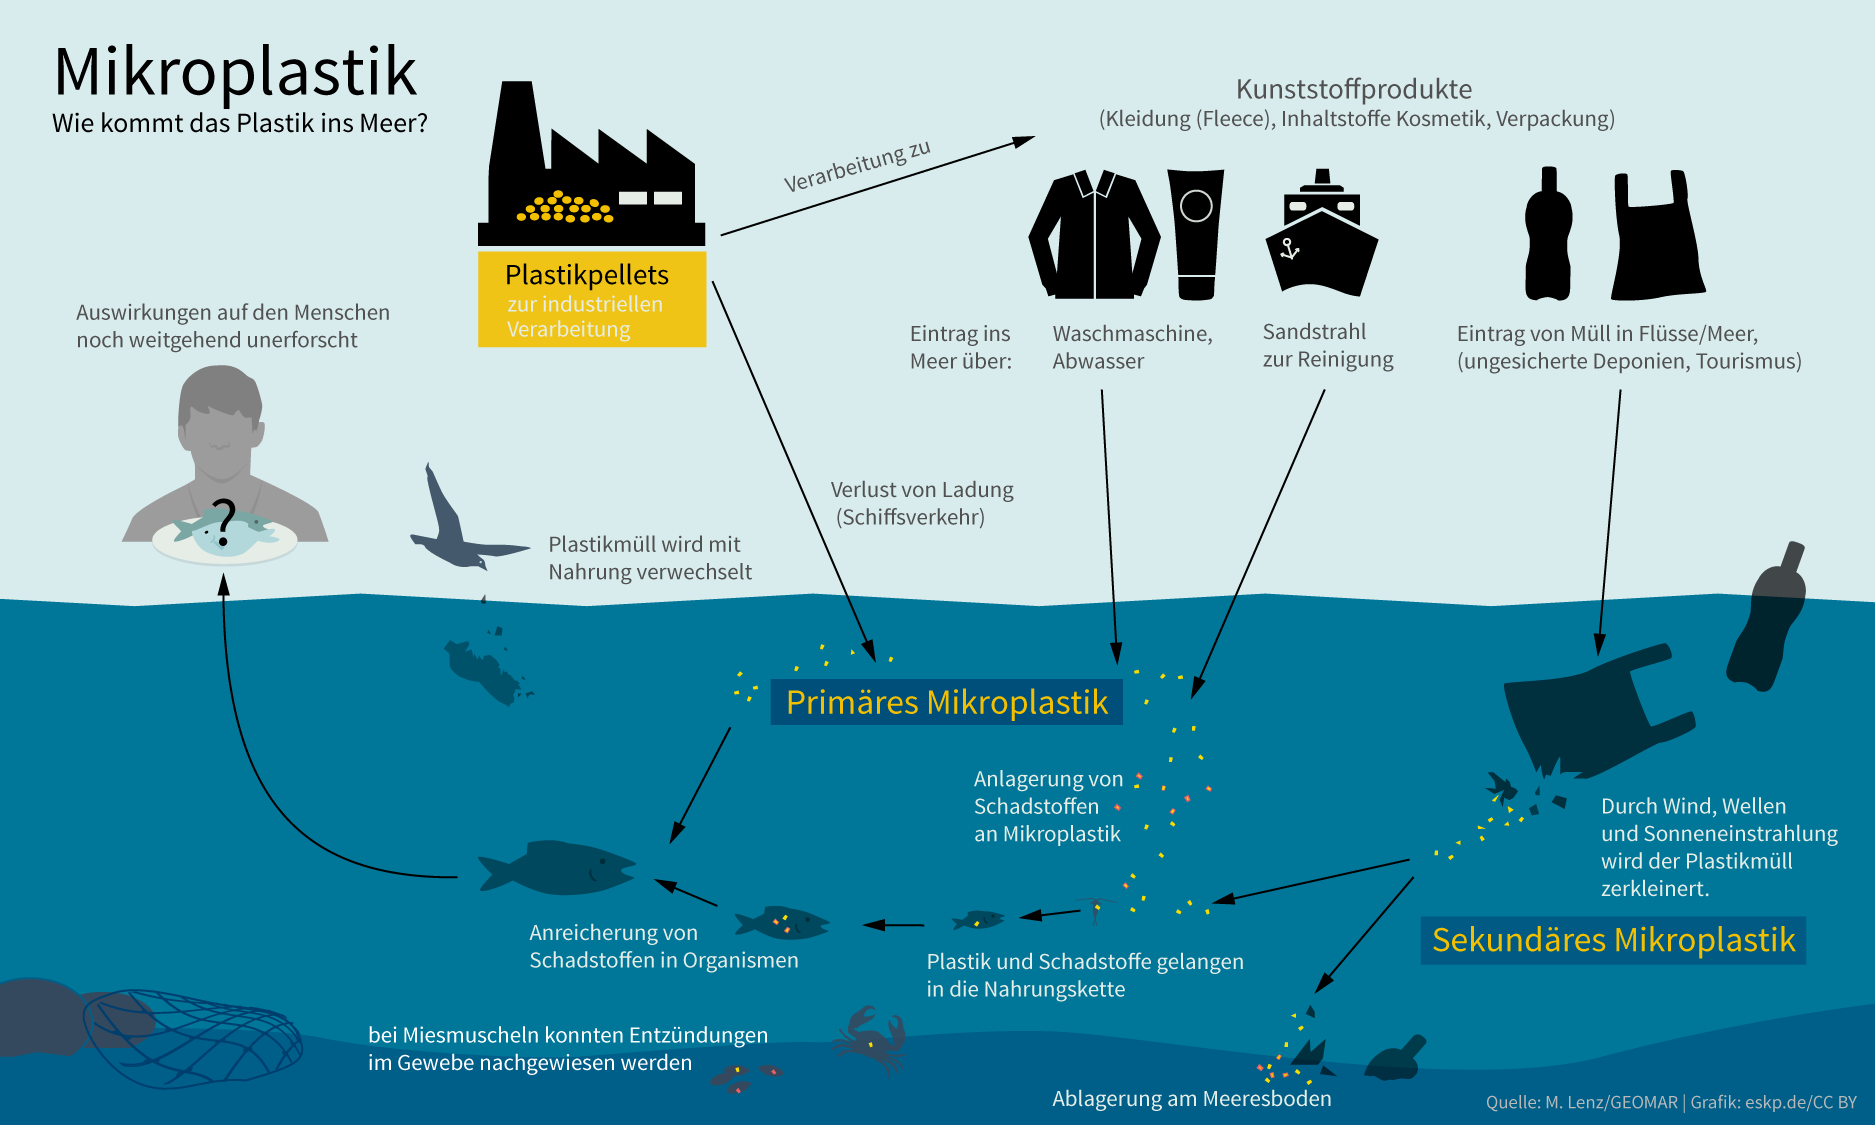 Mikroplastik
Wie kommt das Plastik ins Meer?
Kunststoffprodukte
(Kleidung (Fleece), Inhaltstoffe Kosmetik, Verpackung)
Verarbeitung zu
Plastikpellets
zur industriellen
Verarbeitung
Auswirkungen auf den Menschen
noch weitgehend unerforscht
?
Eintrag ins
Meer über:
Waschmaschine,
Abwasser
Sandstrahl
zur Reinigung
Eintrag von Müll in Flüsse/Meer,
(ungesicherte Deponien, Tourismus)
Verlust von Ladung
(Schiffsverkehr)
Plastikmüll wird mit
Nahrung verwechselt
Primäres Mikroplastik
Anlagerung von
Schadstoffen
an Mikroplastik
Durch Wind, Wellen
und Sonneneinstrahlung
wird der Plastikmüll
zerkleinert.
Sekundäres Mikroplastik
Anreicherung von
Schadstoffen in Organismen
Plastik und Schadstoffe gelangen
in die Nahrungskette
bei Miesmuscheln konnten Entzündungen
im Gewebe nachgewiesen werden
Ablagerung am Meeresboden
Quelle: M. Lenz/GEOMAR | Grafik: eskp.de/CC BY